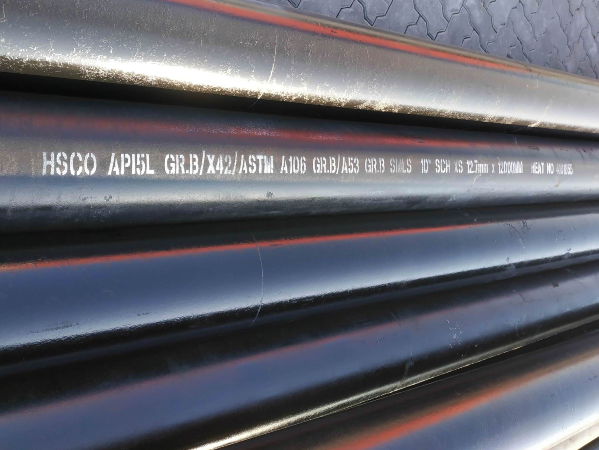 HSCO API5L GR.B/X42/ASTM A106 GR.B/A53 GR.B SMLS 10" SCH XS 12.7mm x 12000MM HEAT NO